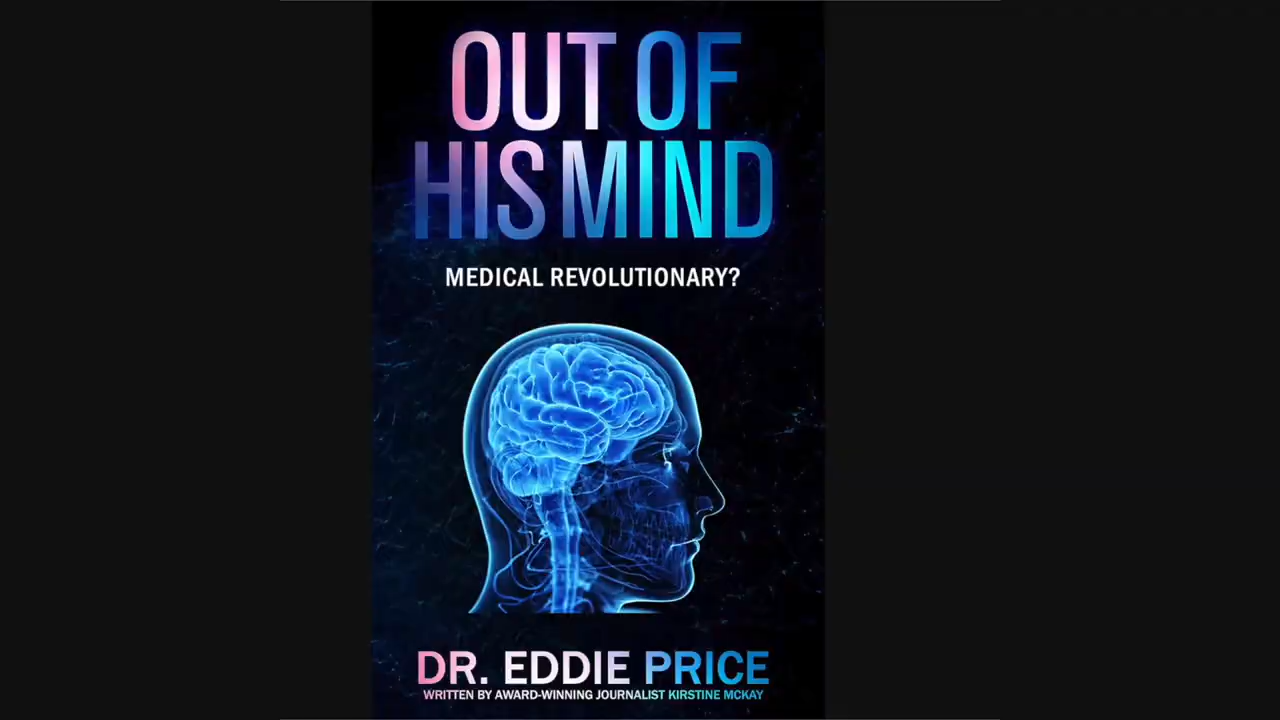 OUT OF
HIS MIND
MEDICAL REVOLUTIONARY?
DR. EDDIE PRICE
WRITTEN BY AWARD-WINNING JOURNALIST KIRSTINE MCKAY